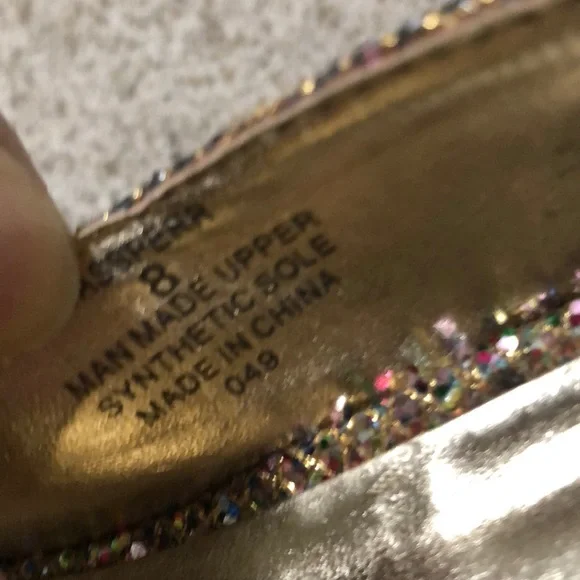 8
MAN MADE UPPER
SYNTHETIC SOLE
MADE IN CHINA
049